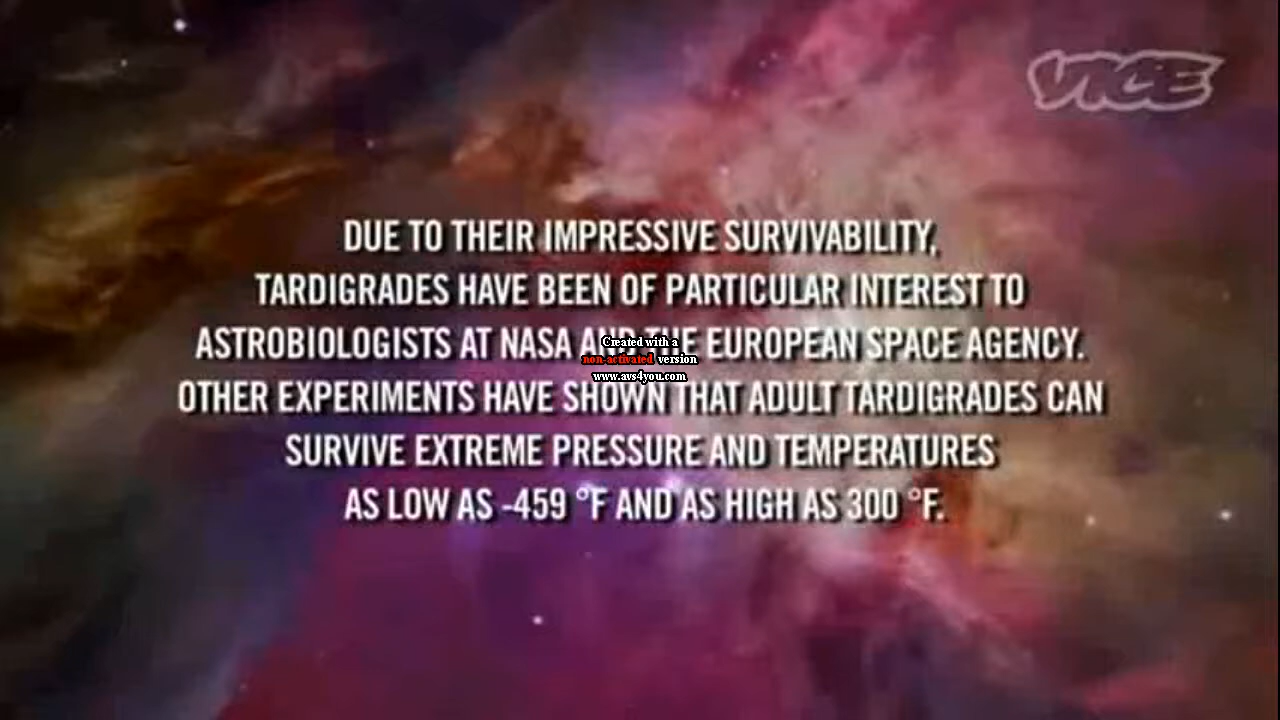 VICE
DUE TO THEIR IMPRESSIVE SURVIVABILITY,
TARDIGRADES HAVE BEEN OF PARTICULAR INTEREST TO
ASTROBIOLOGISTS AT NASA AND THE EUROPEAN SPACE AGENCY.
Created with a
non-activated version
www.avs4you.com
OTHER EXPERIMENTS HAVE SHOWN THAT ADULT TARDIGRADES CAN
SURVIVE EXTREME PRESSURE AND TEMPERATURES
AS LOW AS -459 °F AND AS HIGH AS 300 °F.